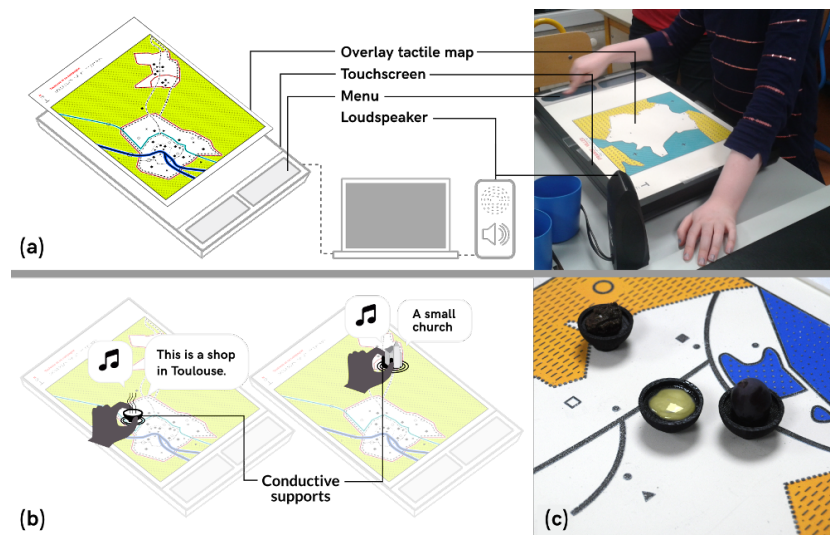 Overlay tactile map
Touchscreen
Menu
Loudspeaker
(a)
This is a shop
in Toulouse.
A small
church
Conductive
supports
(b)
(c)